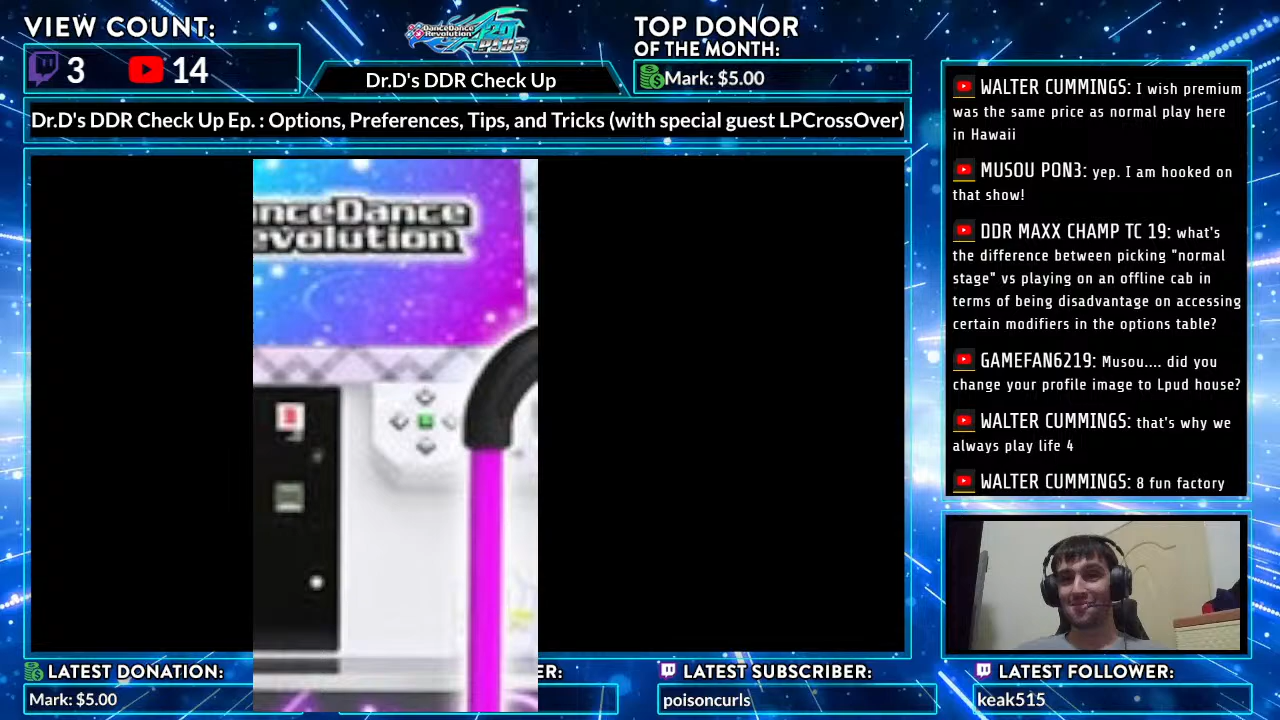 VIEW COUNT:
3
14
DanceDance
Revolution A20
PLUS
Dr.D's DDR Check Up
TOP DONOR
OF THE MONTH:
Mark: $5.00
Dr.D's DDR Check Up Ep. : Options, Preferences, Tips, and Tricks (with special guest LPCrossOver)
anceDance
evolution
WALTER CUMMINGS: I wish premium
was the same price as normal play here
in Hawaii
MUSOU PON3: yep. I am hooked on
that show!
DDR MAXX CHAMP TC 19: what's
the difference between picking "normal
stage" vs playing on an offline cab in
terms of being disadvantage on accessing
certain modifiers in the options table?
GAMEFAN6219: Musou.... did you
change your profile image to Lpud house?
WALTER CUMMINGS: that's why we
always play life 4
WALTER CUMMINGS: 8 fun factory
LATEST DONATION:
Mark: $5.00
ER:
LATEST SUBSCRIBER:
poisoncurls
LATEST FOLLOWER:
keak515